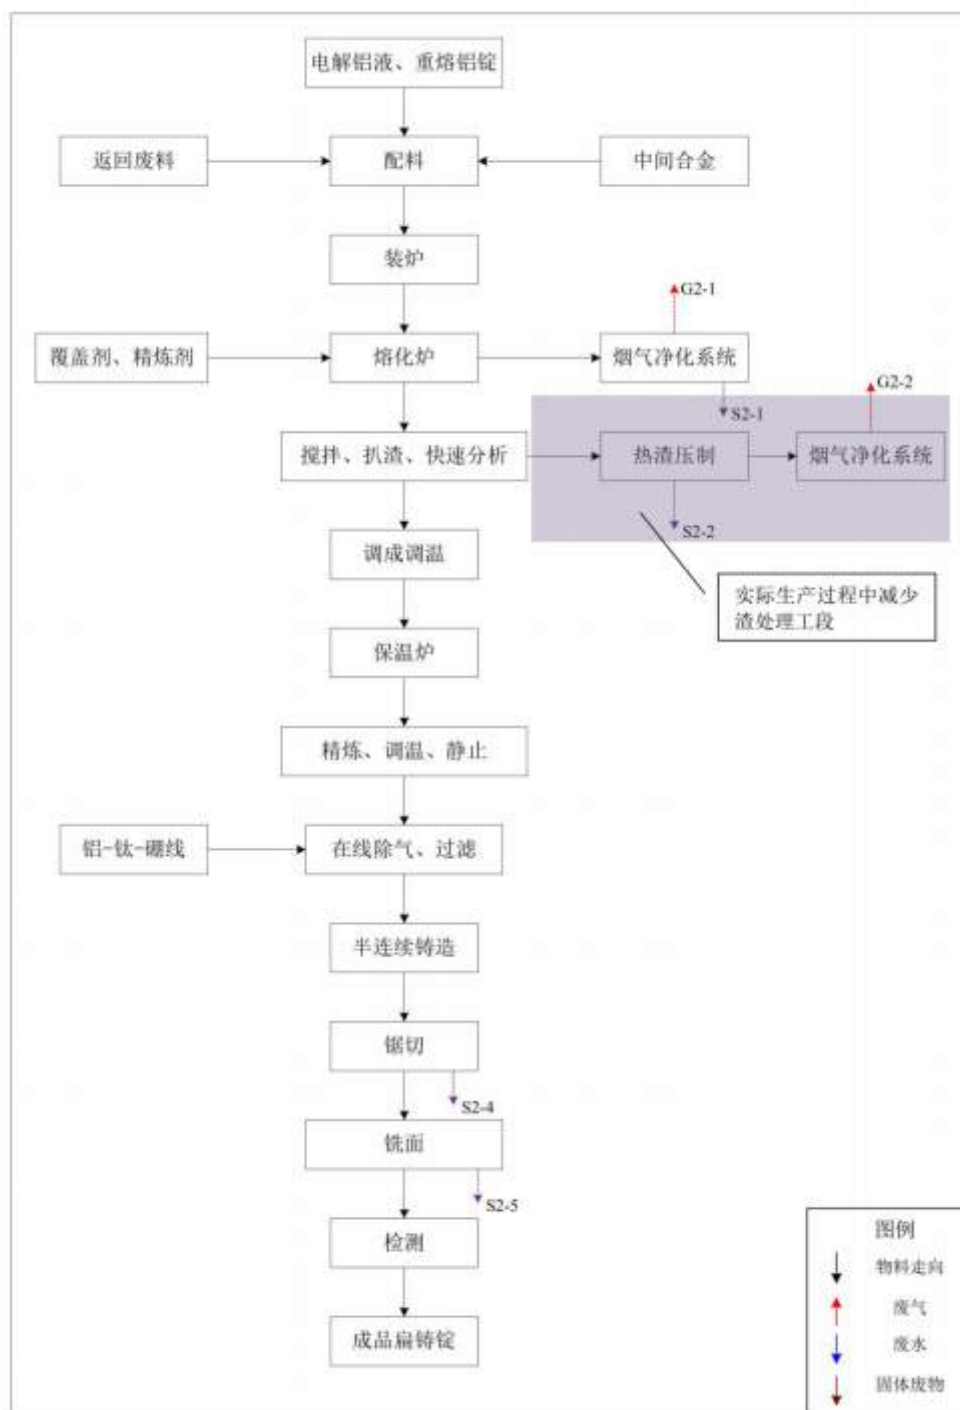 电解铝液、重熔铝锭
返回废料
配料
中间合金
装炉
G2-1
覆盖剂、精炼剂
熔化炉
烟气净化系统
G2-2
S2-1
搅拌、扒渣、快速分析
热渣压制
烟气净化系统
S2-2
调成调温
实际生产过程中减少
渣处理工段
保温炉
精炼、调温、静止
铝-钛-硼线
在线除气、过滤
半连续铸造
锯切
S2-4
铣面
S2-5
检测
成品扁铸锭
图例
物料走向
废气
废水
固体废物